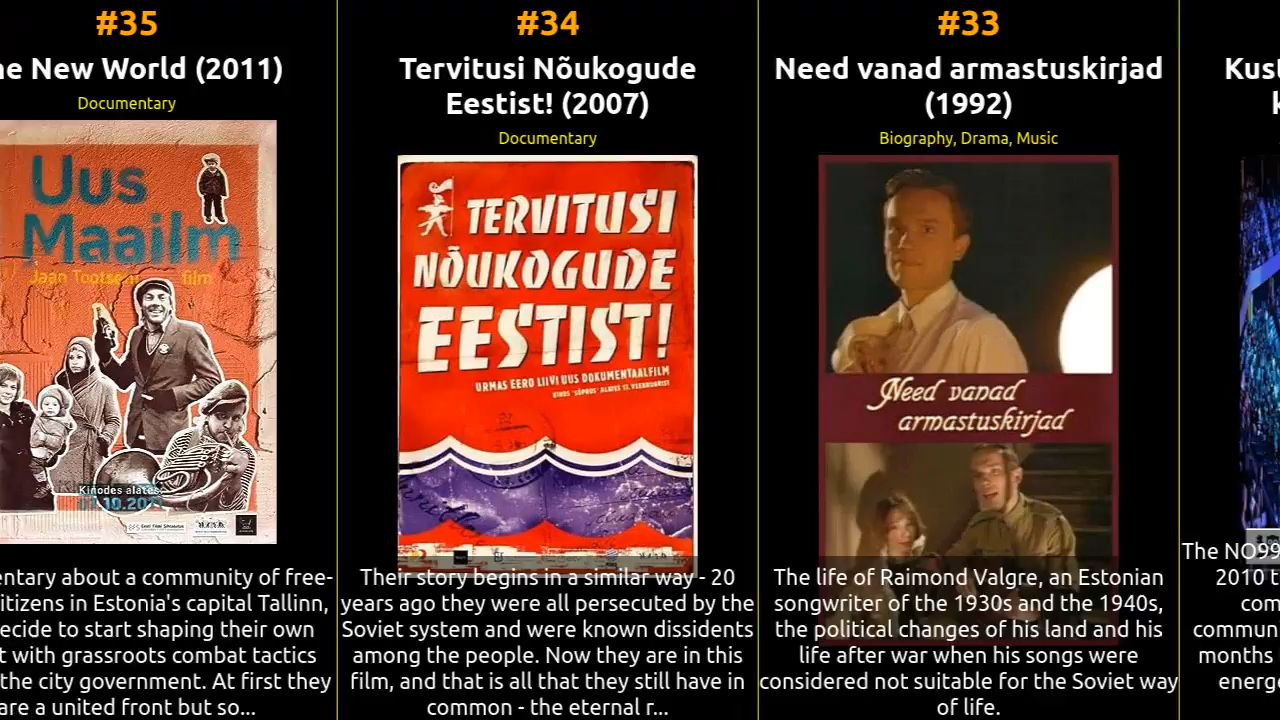 #35
ne New World (2011)
Documentary
Uus
Maailm
Jaan Tootsen film
Kinodes alates
entary about a community of free-
itizens in Estonia's capital Tallinn,
ecide to start shaping their own
t with grassroots combat tactics
the city government. At first they
are a united front but so...
#34
Tervitusi Nõukogude
Eestist! (2007)
Documentary
TERVITUSI
NÕUKOGUDE
EESTIST!
URMAS EERO LIIVI UUS DOKUMENTAALFILM
Their story begins in a similar way - 20
years ago they were all persecuted by the
Soviet system and were known dissidents
among the people. Now they are in this
film, and that is all that they still have in
common - the eternal r...
#33
Need vanad armastuskirjad
(1992)
Biography, Drama, Music
Need vanad
armastuskirjad
The life of Raimond Valgre, an Estonian
songwriter of the 1930s and the 1940s,
the political changes of his land and his
life after war when his songs were
considered not suitable for the Soviet way
of life.
Kust
k
The NO99
2010 t
com
commun
months
energe